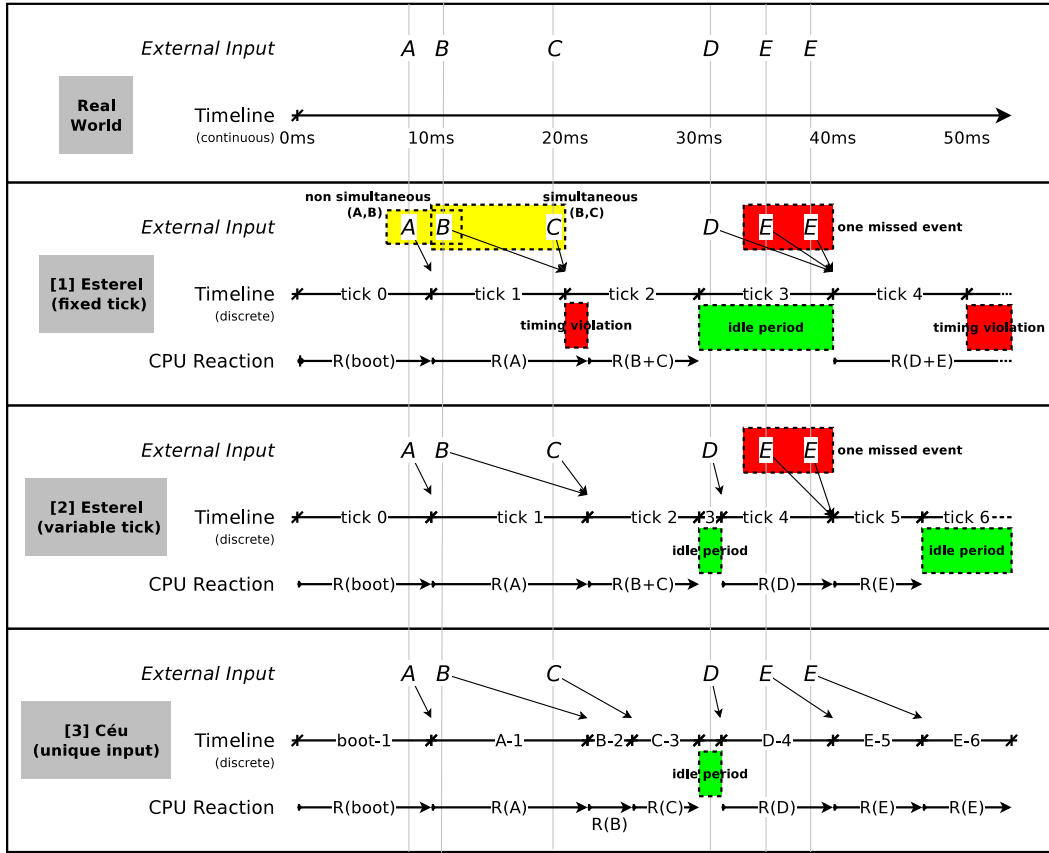 External Input A B C D E E
Real
World
Timeline
(continuous) 0ms 10ms 20ms 30ms 40ms 50ms
non simultaneous
(A,B)
simultaneous
(B,C)
External Input A B C D E E one missed event
[1] Esterel
(fixed tick)
Timeline tick 0 tick 1 tick 2 tick 3 tick 4
(discrete)
timing violation idle period timing violation
CPU Reaction R(boot) R(A) R(B+C) R(D+E)
External Input A B C D E E one missed event
[2] Esterel
(variable tick)
Timeline tick 0 tick 1 tick 2 3 tick 4 tick 5 tick 6
(discrete)
idle period idle period
CPU Reaction R(boot) R(A) R(B+C) R(D) R(E)
External Input A B C D E E
[3] Céu
(unique input)
Timeline boot-1 A-1 B-2 C-3 D-4 E-5 E-6
(discrete)
idle period
CPU Reaction R(boot) R(A) R(B) R(C) R(D) R(E) R(E)